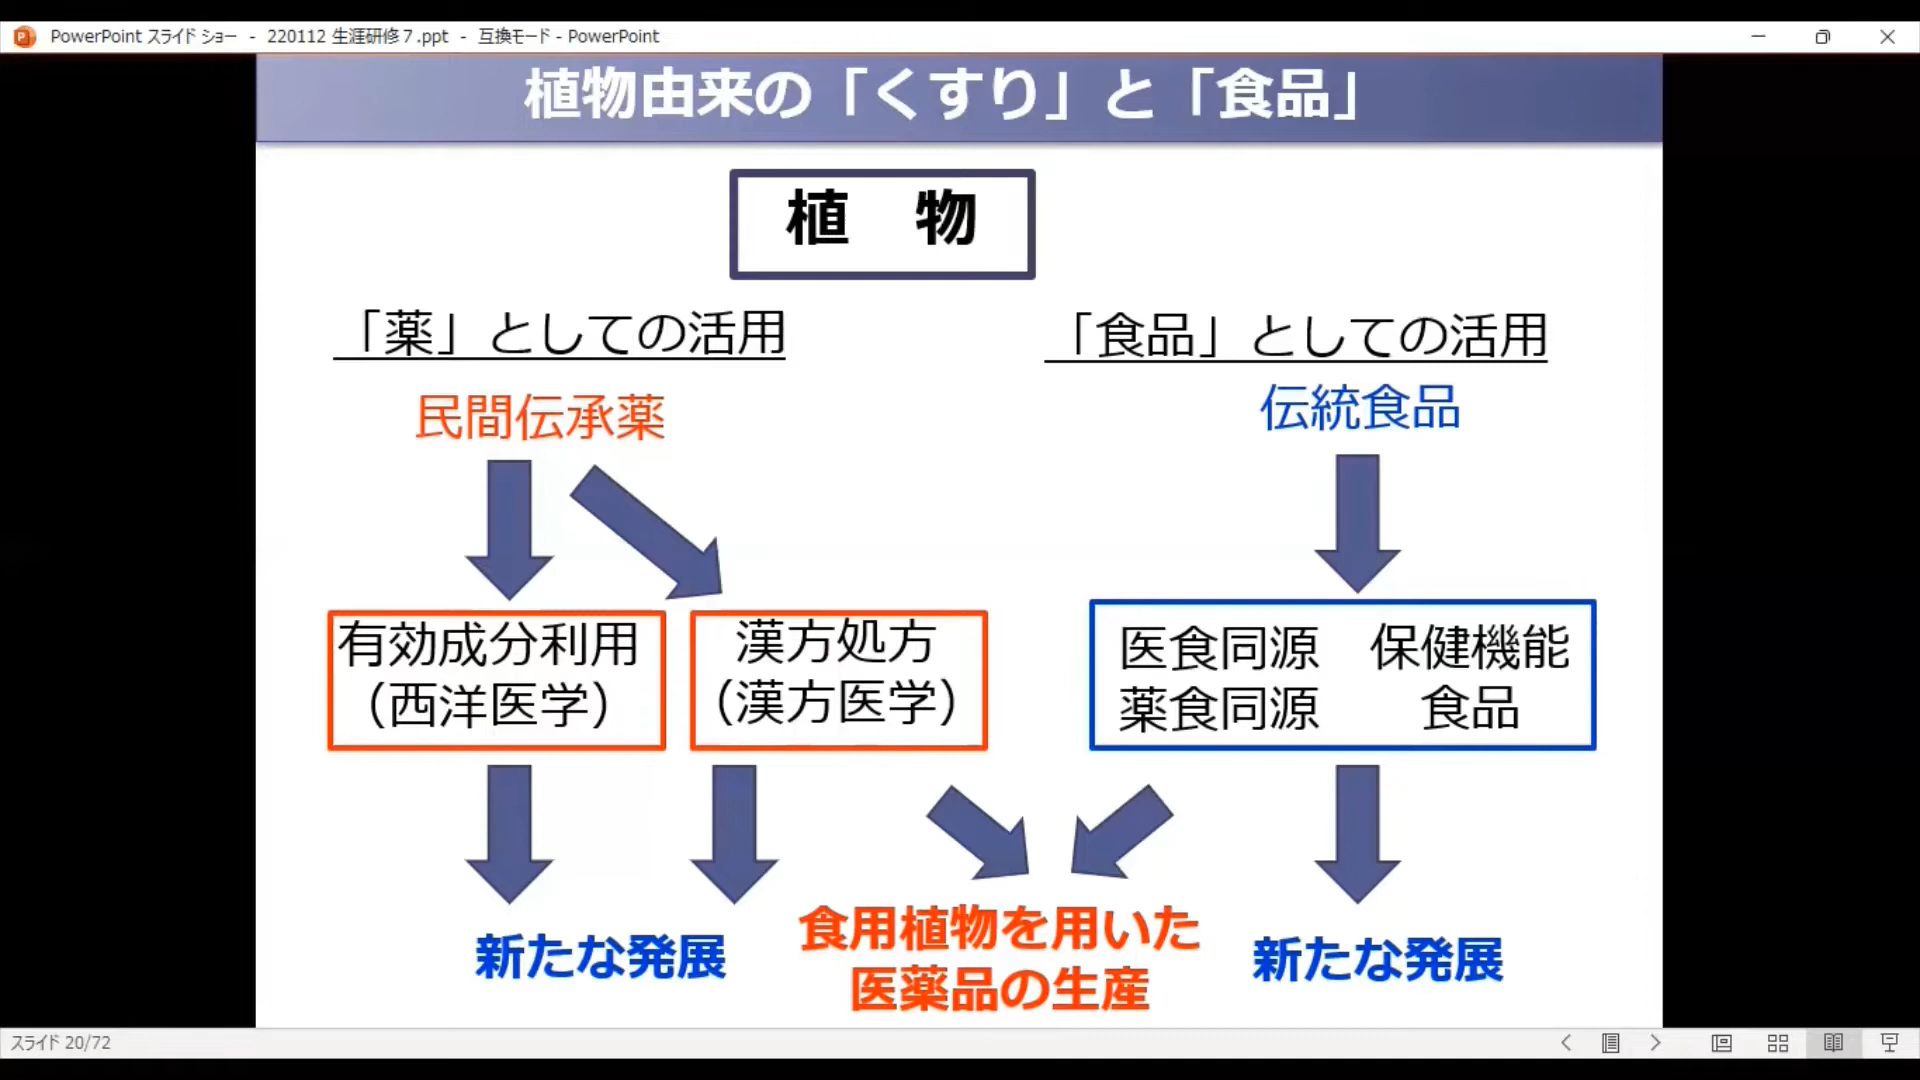 PowerPoint スライド ショー - 220112 生涯研修７.ppt - 互換モード - PowerPoint
植物由来の「くすり」と「食品」
植　物
「薬」としての活用
「食品」としての活用
民間伝承薬
伝統食品
有効成分利用
（西洋医学）
漢方処方
（漢方医学）
医食同源　保健機能
薬食同源　食品
新たな発展
食用植物を用いた
医薬品の生産
新たな発展
スライド 20/72